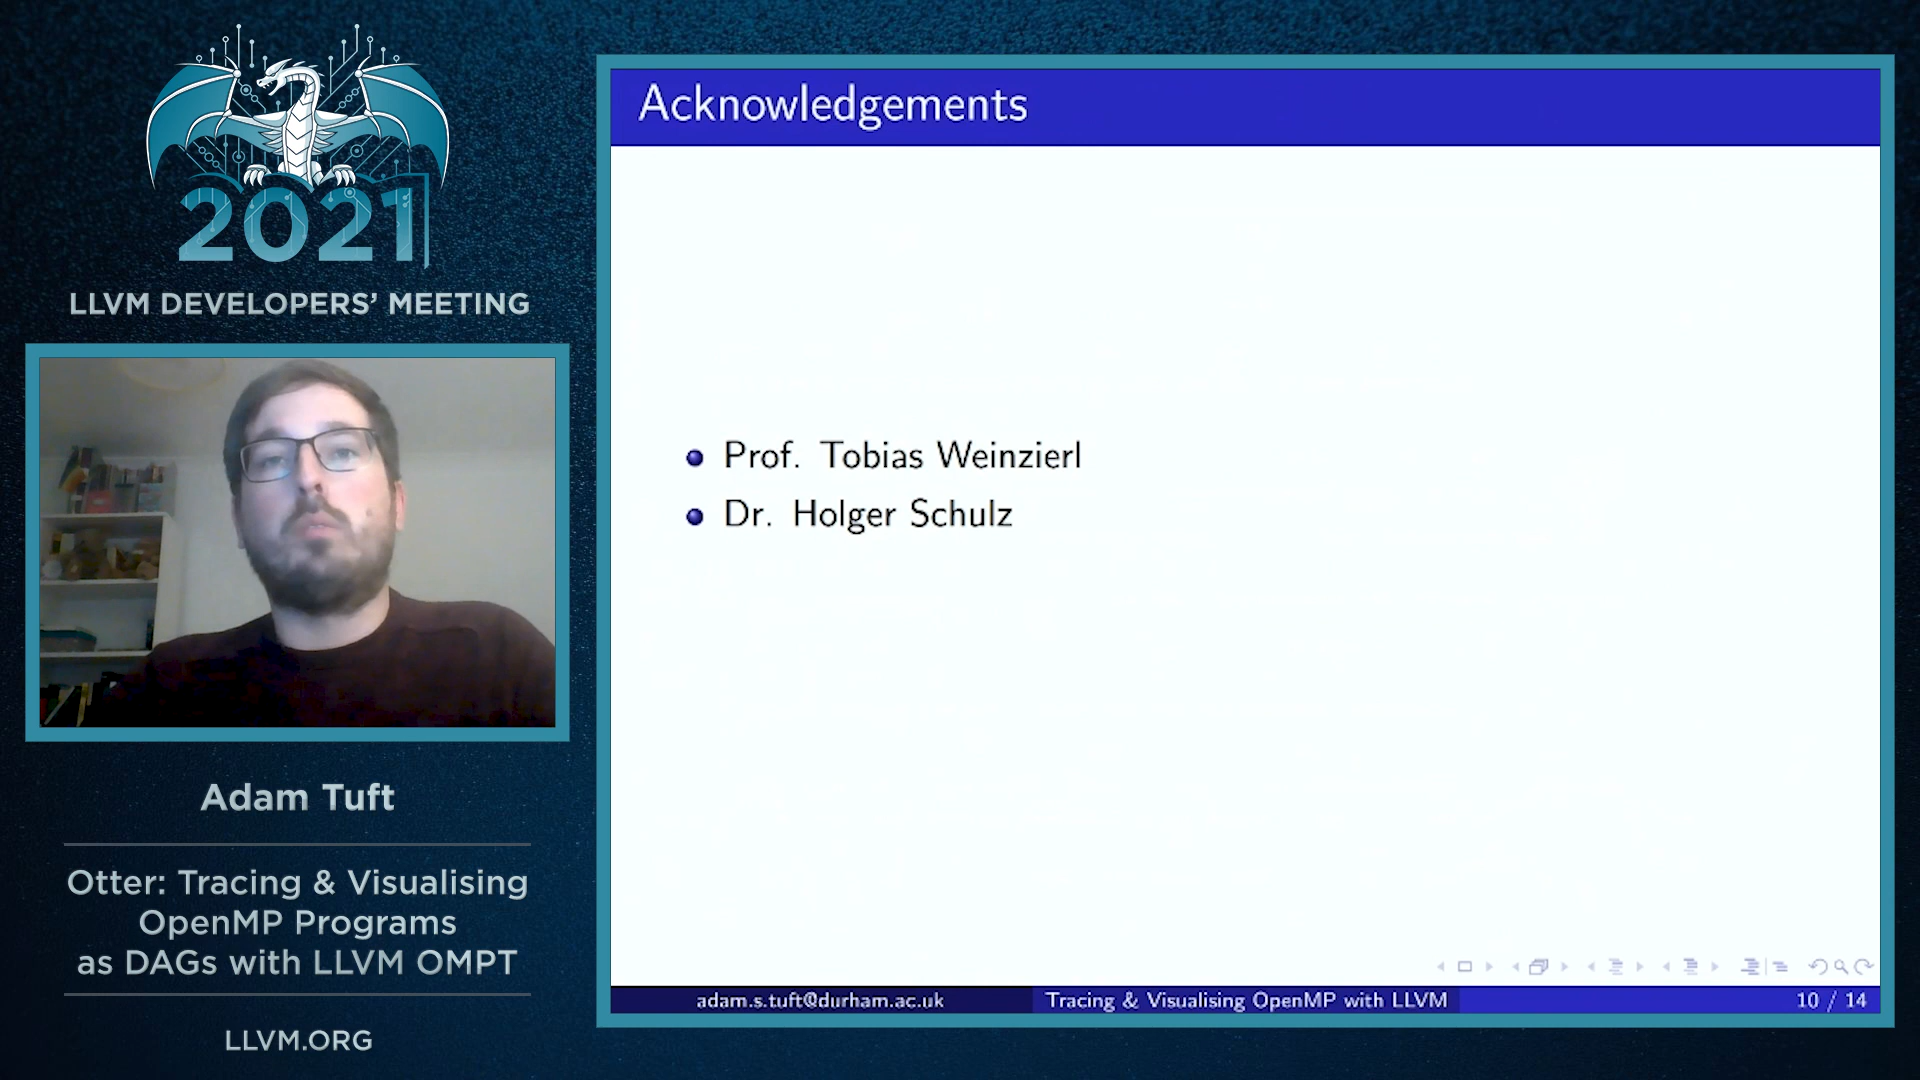 2021
LLVM DEVELOPERS’ MEETING
Adam Tuft
Otter: Tracing & Visualising
OpenMP Programs
as DAGs with LLVM OMPT
LLVM.ORG
Acknowledgements
Prof. Tobias Weinzierl
Dr. Holger Schulz
adam.s.tuft@durham.ac.uk
Tracing & Visualising OpenMP with LLVM
10 / 14